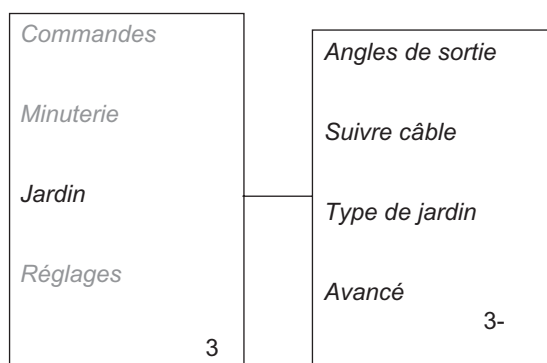 Commandes
Minuterie
Jardin
Réglages
3
Angles de sortie
Suivre câble
Type de jardin
Avancé
3-